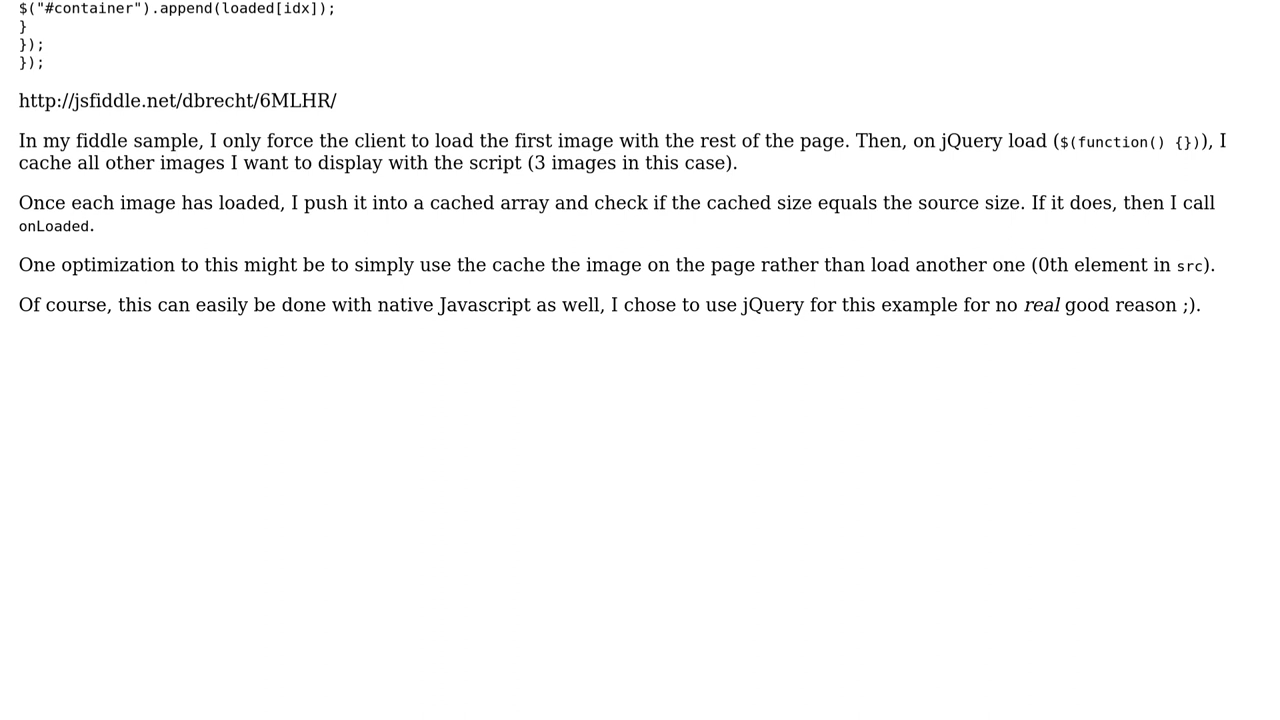 $("#container").append(loaded[idx]);
}
});
});
http://jsfiddle.net/dbrecht/6MLHR/
In my fiddle sample, I only force the client to load the first image with the rest of the page. Then, on jQuery load ($(function() {})), I
cache all other images I want to display with the script (3 images in this case).
Once each image has loaded, I push it into a cached array and check if the cached size equals the source size. If it does, then I call
onLoaded.
One optimization to this might be to simply use the cache the image on the page rather than load another one (0th element in src).
Of course, this can easily be done with native Javascript as well, I chose to use jQuery for this example for no real good reason ;).